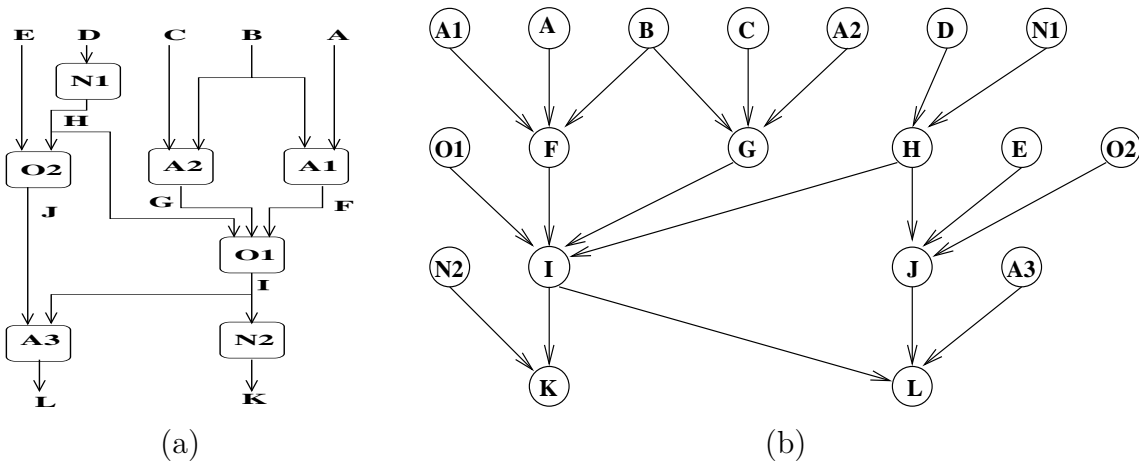 E D C B A
N1
H
O2 A2 A1
J G F
O1
I
A3 N2
L K
(a)
A1 A B C A2 D N1
O1 F G H E O2
N2 I J A3
K L
(b)